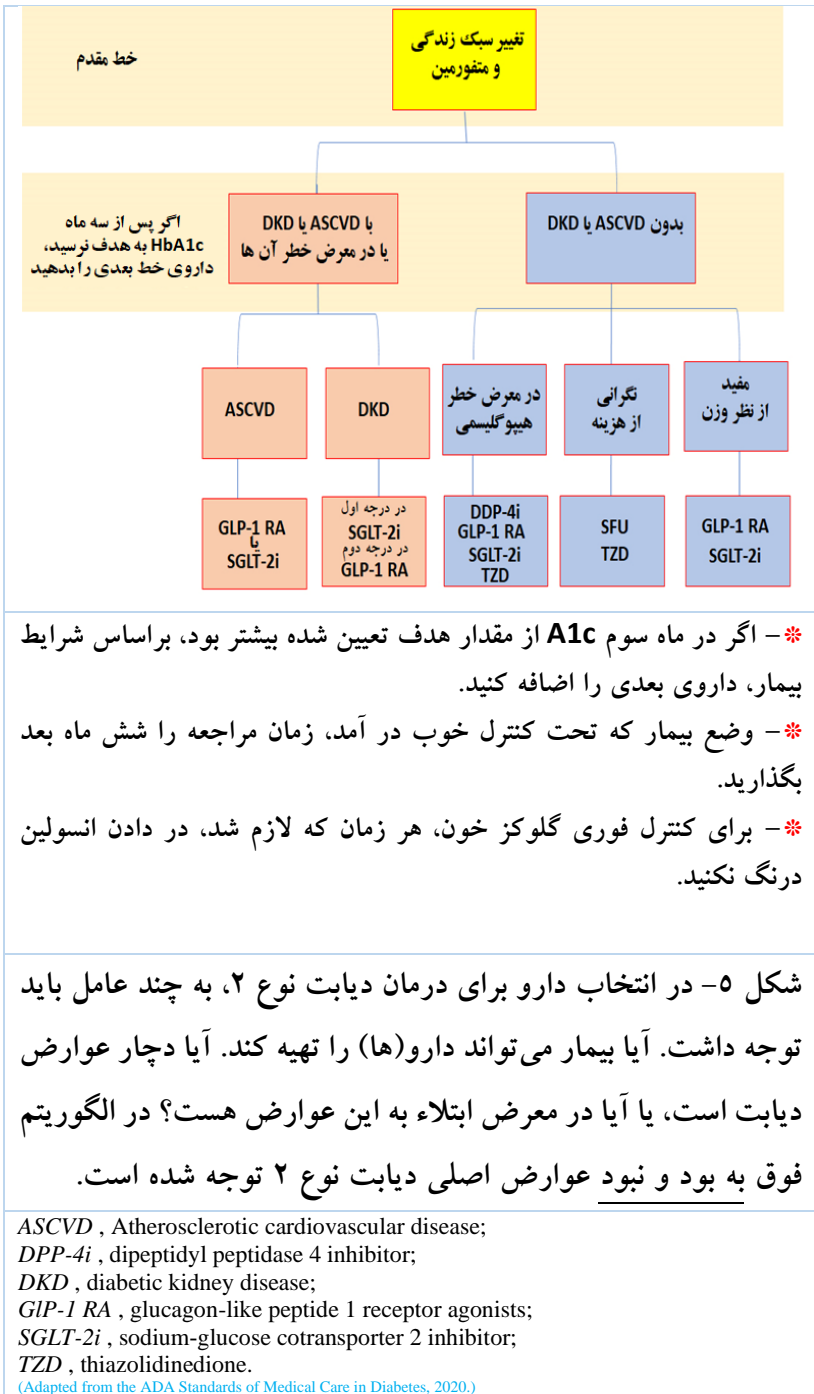 تغییر سبک زندگی
و متفورمین
خط مقدم
بدون ASCVD یا DKD
با ASCVD یا DKD
یا در معرض خطر آن ها
اگر پس از سه ماه
HbA1c به هدف نرسید،
داروی خط بعدی را بدهید
مفید
از نظر وزن
نگرانی
از هزینه
در معرض خطر
هیپوگلیسمی
DKD
ASCVD
GLP-1 RA
SGLT-2i
SFU
TZD
DDP-4i
GLP-1 RA
SGLT-2i
TZD
در درجه اول
SGLT-2i
در درجه دوم
GLP-1 RA
GLP-1 RA
یا
SGLT-2i
❊– اگر در ماه سوم A1c از مقدار هدف تعیین شده بیشتر بود، براساس شرایط
بیمار، داروی بعدی را اضافه کنید.
❊– وضع بیمار که تحت کنترل خوب در آمد، زمان مراجعه را شش ماه بعد
بگذارید.
❊– برای کنترل فوری گلوکز خون، هر زمان که لازم شد، در دادن انسولین
درنگ نکنید.
شکل ۵– در انتخاب دارو برای درمان دیابت نوع ۲، به چند عامل باید
توجه داشت. آیا بیمار می‌تواند دارو(ها) را تهیه کند. آیا دچار عوارض
دیابت است، یا آیا در معرض ابتلاء به این عوارض هست؟ در الگوریتم
فوق به بود و نبود عوارض اصلی دیابت نوع ۲ توجه شده است.
ASCVD , Atherosclerotic cardiovascular disease;
DPP-4i , dipeptidyl peptidase 4 inhibitor;
DKD , diabetic kidney disease;
GlP-1 RA , glucagon-like peptide 1 receptor agonists;
SGLT-2i , sodium-glucose cotransporter 2 inhibitor;
TZD , thiazolidinedione.
(Adapted from the ADA Standards of Medical Care in Diabetes, 2020.)